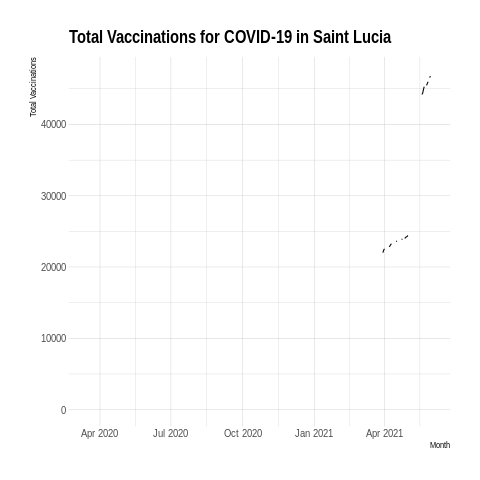 Total Vaccinations for COVID-19 in Saint Lucia
Total Vaccinations
40000
30000
20000
10000
0
Apr 2020 Jul 2020 Oct 2020 Jan 2021 Apr 2021
Month